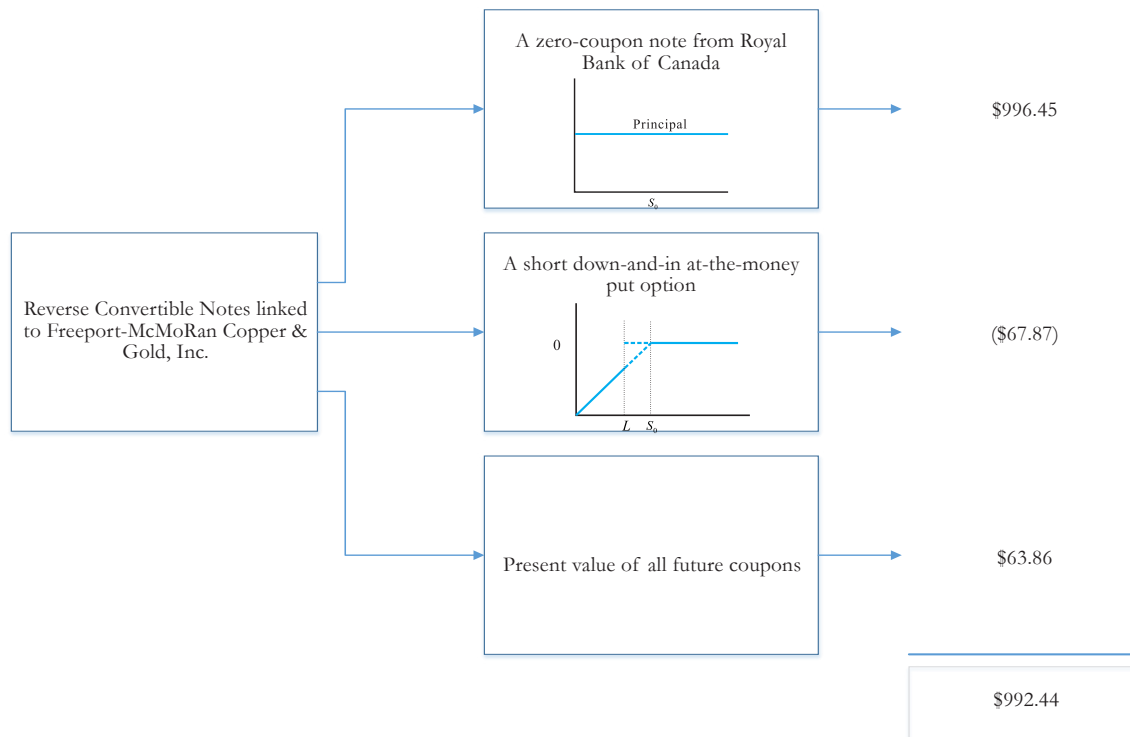 A zero-coupon note from Royal
Bank of Canada
Principal
S₀
$996.45
Reverse Convertible Notes linked
to Freeport-McMoRan Copper &
Gold, Inc.
A short down-and-in at-the-money
put option
0
L S₀
($67.87)
Present value of all future coupons
$63.86
$992.44